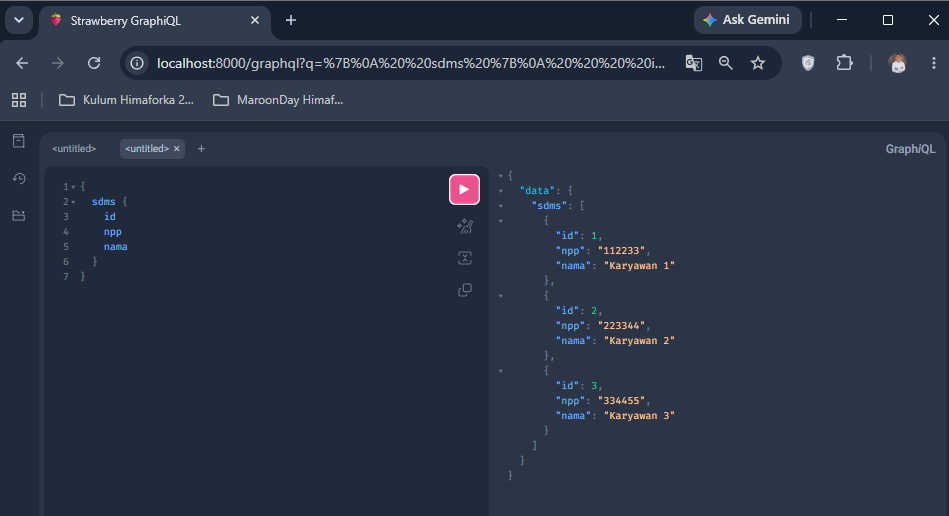 Strawberry GraphiQL
Ask Gemini
localhost:8000/graphql?q=%7B%0A%20%20sdms%20%7B%0A%20%20%20%20i...
Kulum Himaforka 2...
MaroonDay Himaf...
<untitled>
<untitled>
GraphiQL
1 {
2 sdms {
3 id
4 npp
5 nama
6 }
7 }
{
"data": {
"sdms": [
{
"id": 1,
"npp": "112233",
"nama": "Karyawan 1"
},
{
"id": 2,
"npp": "223344",
"nama": "Karyawan 2"
},
{
"id": 3,
"npp": "334455",
"nama": "Karyawan 3"
}
]
}
}